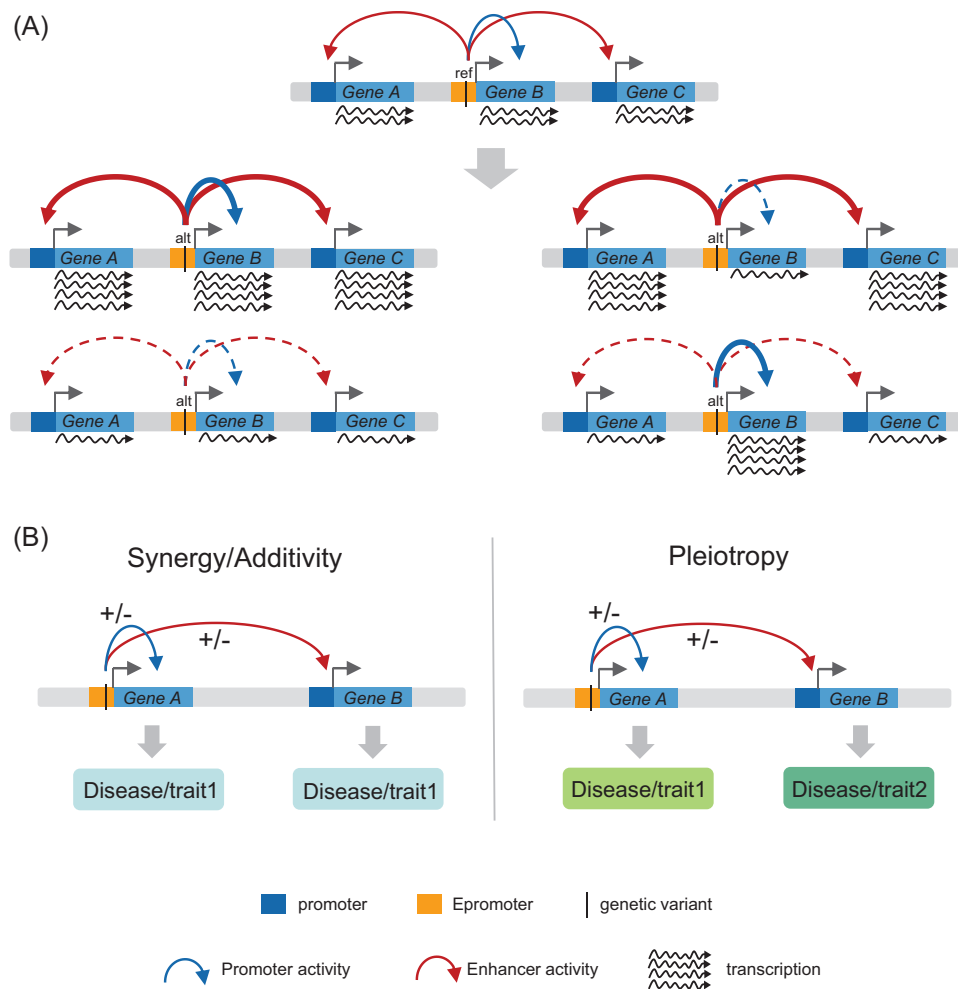 (A)
ref
Gene A Gene B Gene C
alt alt
Gene A Gene B Gene C Gene A Gene B Gene C
alt alt
Gene A Gene B Gene C Gene A Gene B Gene C
(B)
Synergy/Additivity Pleiotropy
+/- +/-
+/- +/-
Gene A Gene B Gene A Gene B
Disease/trait1 Disease/trait1 Disease/trait1 Disease/trait2
promoter Epromoter genetic variant
Promoter activity Enhancer activity transcription